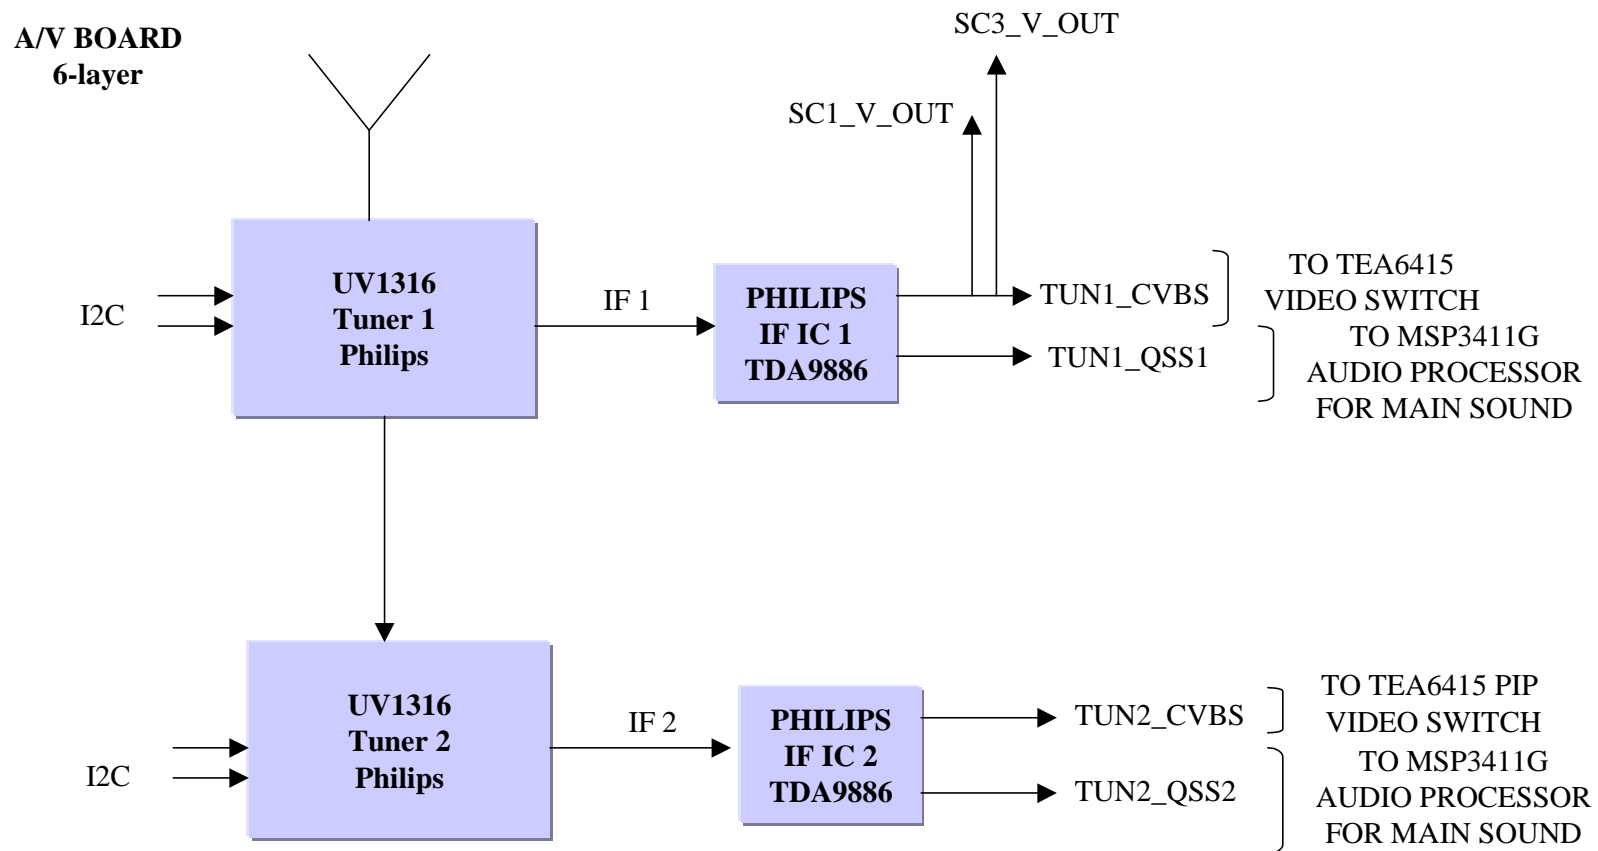 A/V BOARD
6-layer
SC3_V_OUT
SC1_V_OUT
I2C
UV1316
Tuner 1
Philips
IF 1
PHILIPS
IF IC 1
TDA9886
TUN1_CVBS
TO TEA6415
VIDEO SWITCH
TUN1_QSS1
TO MSP3411G
AUDIO PROCESSOR
FOR MAIN SOUND
I2C
UV1316
Tuner 2
Philips
IF 2
PHILIPS
IF IC 2
TDA9886
TUN2_CVBS
TO TEA6415 PIP
VIDEO SWITCH
TUN2_QSS2
TO MSP3411G
AUDIO PROCESSOR
FOR MAIN SOUND